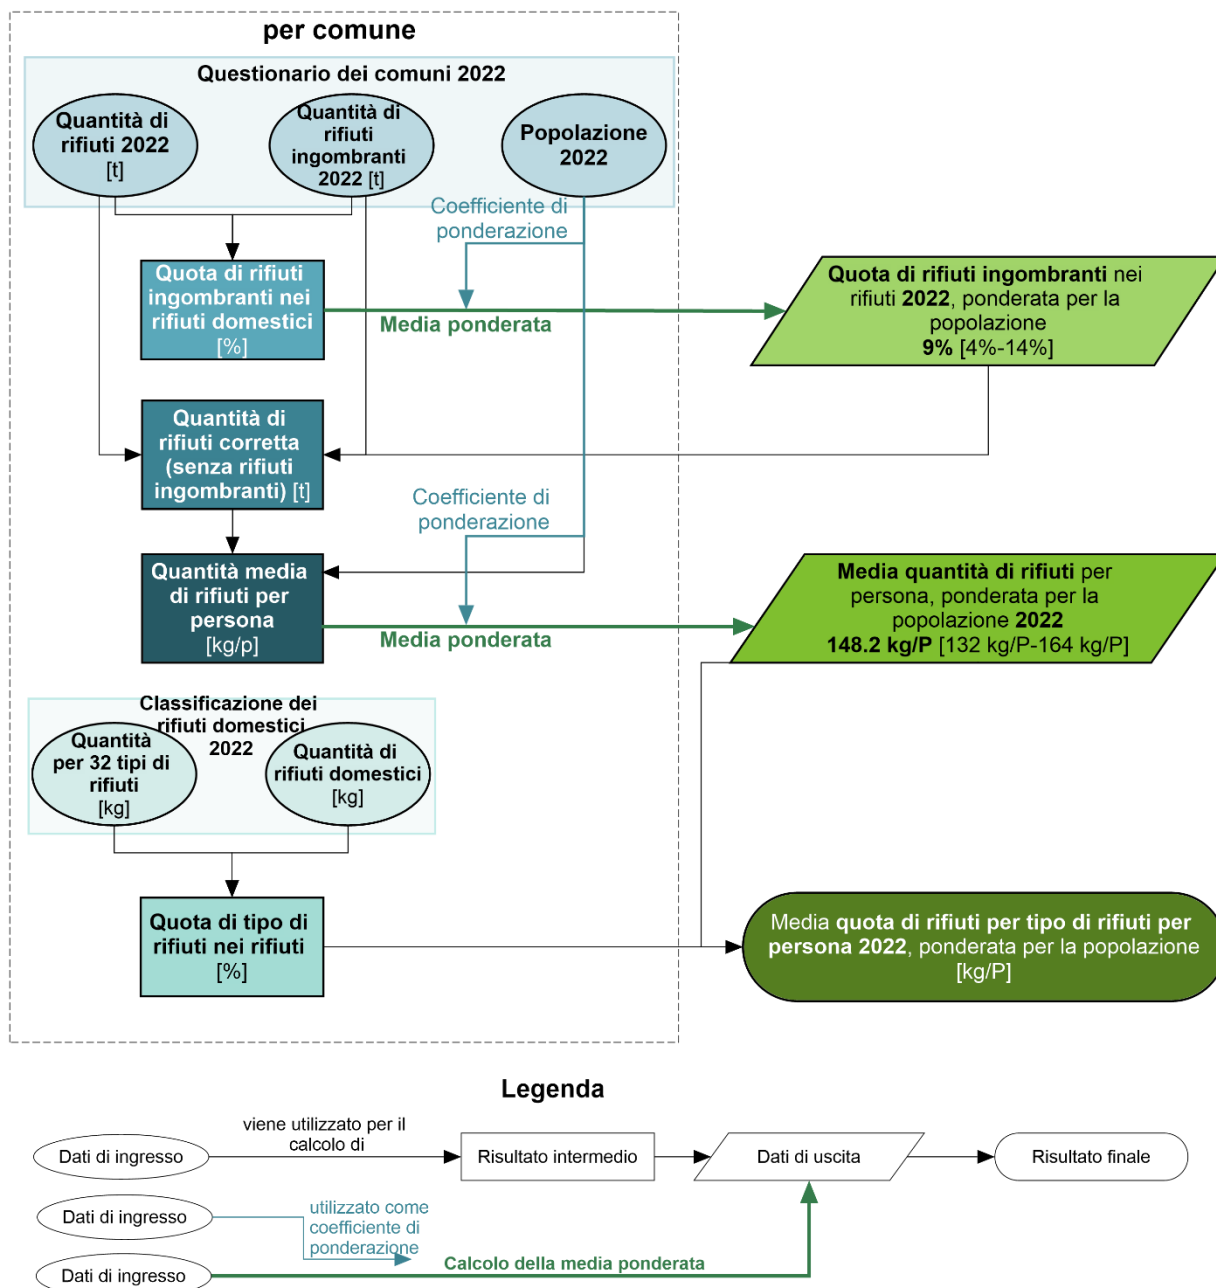 per comune
Questionario dei comuni 2022
Quantità di
rifiuti 2022
[t]
Quantità di
rifiuti
ingombranti
2022 [t]
Popolazione
2022
Coefficiente di
ponderazione
Quota di rifiuti
ingombranti nei
rifiuti domestici
[%]
Media ponderata
Quota di rifiuti ingombranti nei
rifiuti 2022, ponderata per la
popolazione
9% [4%-14%]
Quantità di
rifiuti corretta
(senza rifiuti
ingombranti) [t]
Coefficiente di
ponderazione
Quantità media
di rifiuti per
persona
[kg/p]
Media ponderata
Media quantità di rifiuti per
persona, ponderata per la
popolazione 2022
148.2 kg/P [132 kg/P-164 kg/P]
Classificazione dei
rifiuti domestici
2022
Quantità
per 32 tipi di
rifiuti
[kg]
Quantità di
rifiuti domestici
[kg]
Quota di tipo di
rifiuti nei rifiuti
[%]
Media quota di rifiuti per tipo di rifiuti per
persona 2022, ponderata per la popolazione
[kg/P]
Legenda
Dati di ingresso
viene utilizzato per il
calcolo di
Risultato intermedio
Dati di uscita
Risultato finale
Dati di ingresso
utilizzato come
coefficiente di
ponderazione
Dati di ingresso
Calcolo della media ponderata